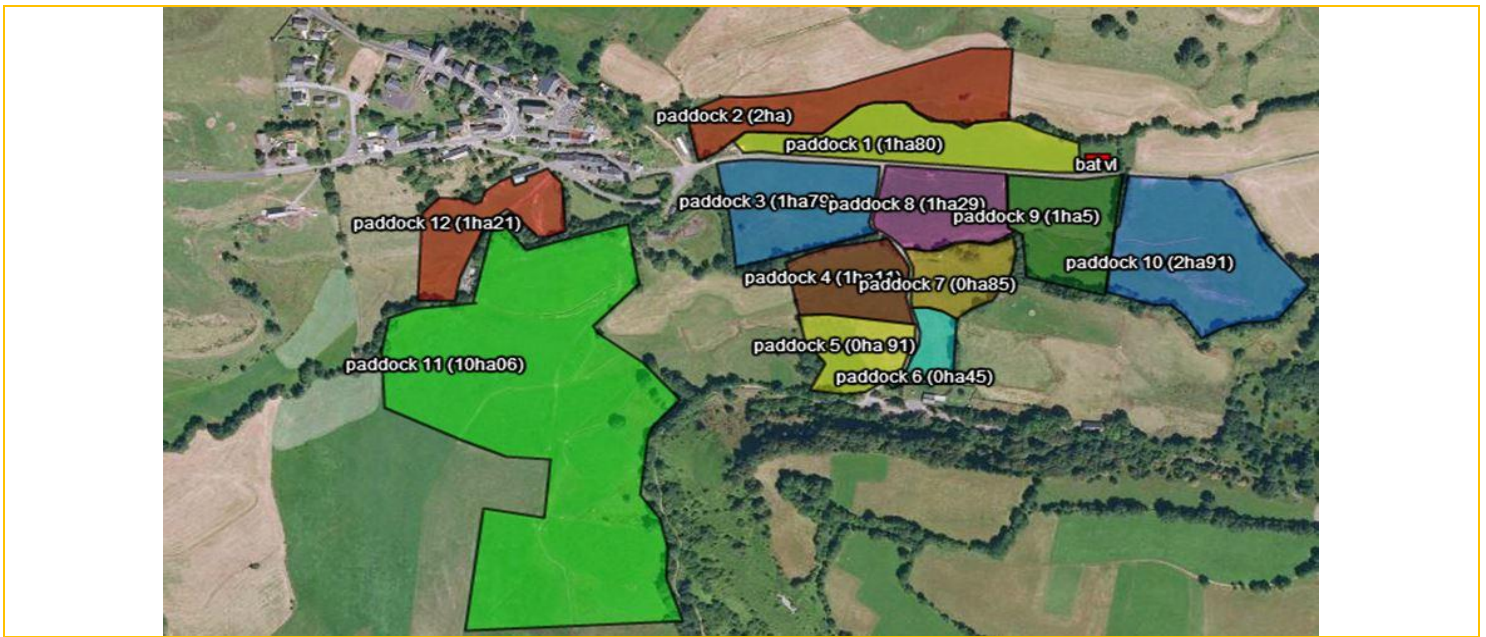 paddock 2 (2ha)
paddock 1 (1ha80)
bat vl
paddock 3 (1ha79)
paddock 8 (1ha29)
paddock 9 (1ha5)
paddock 12 (1ha21)
paddock 10 (2ha91)
paddock 4 (1ha11)
paddock 7 (0ha85)
paddock 5 (0ha 91)
paddock 11 (10ha06)
paddock 6 (0ha45)